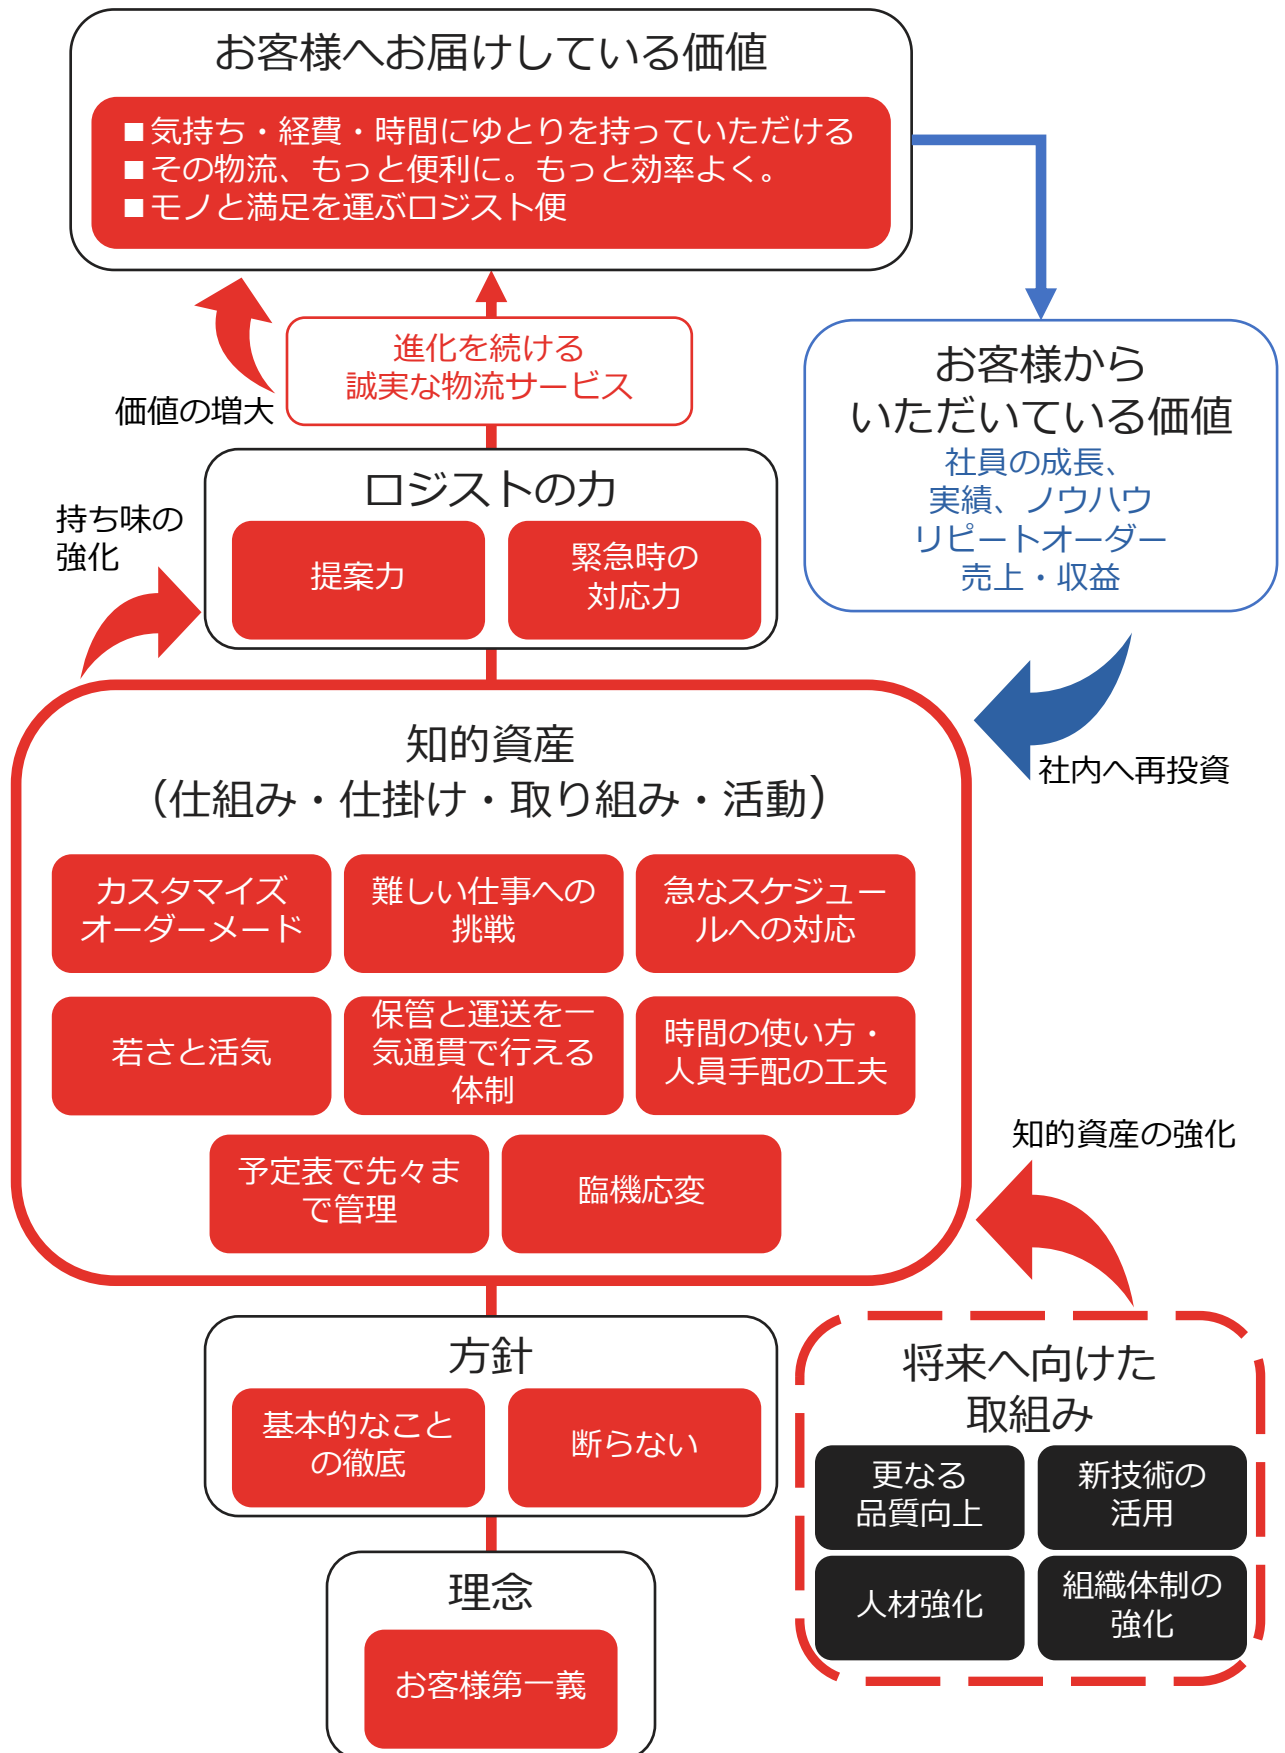 お客様へお届けしている価値
■気持ち・経費・時間にゆとりを持っていただける
■その物流、もっと便利に。もっと効率よく。
■モノと満足を運ぶロジスト便
進化を続ける
誠実な物流サービス
価値の増大
お客様から
いただいている価値
社員の成長、
実績、ノウハウ
リピートオーダー
売上・収益
ロジストの力
提案力
緊急時の
対応力
持ち味の
強化
社内へ再投資
知的資産
（仕組み・仕掛け・取り組み・活動）
カスタマイズ
オーダーメード
難しい仕事への
挑戦
急なスケジュー
ルへの対応
若さと活気
保管と運送を一
気通貫で行える
体制
時間の使い方・
人員手配の工夫
予定表で先々ま
で管理
臨機応変
知的資産の強化
方針
基本的なこと
の徹底
断らない
将来へ向けた
取組み
更なる
品質向上
新技術の
活用
人材強化
組織体制の
強化
理念
お客様第一義